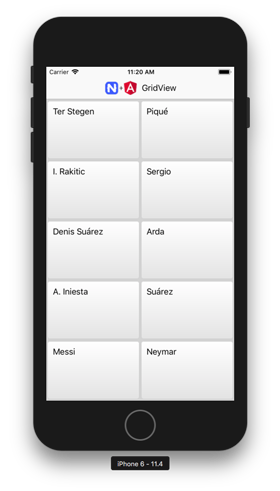 Carrier 11:20 AM
N + A GridView
Ter Stegen Piqué
I. Rakitic Sergio
Denis Suárez Arda
A. Iniesta Suárez
Messi Neymar
iPhone 6 - 11.4